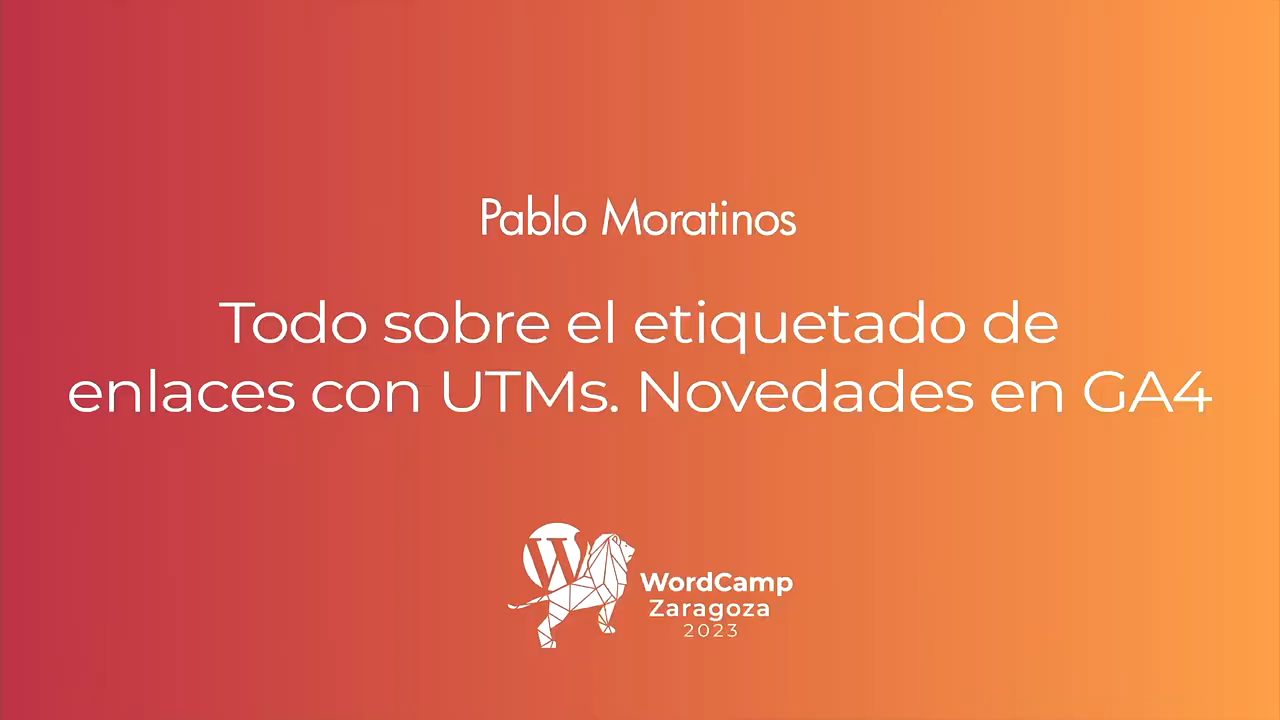 Pablo Moratinos
Todo sobre el etiquetado de
enlaces con UTMs. Novedades en GA4
WordCamp
Zaragoza
2023